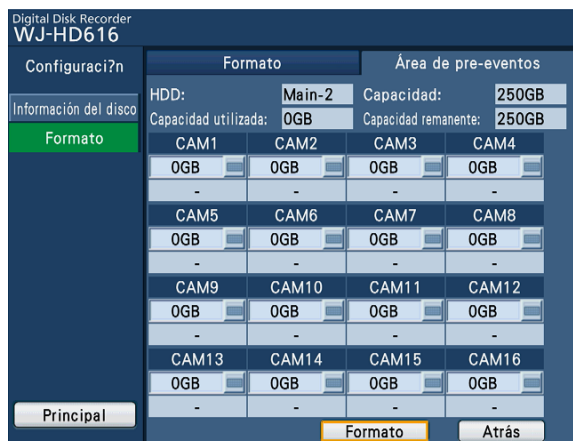 Digital Disk Recorder
WJ-HD616
Configuraci?n
Información del disco
Formato
Principal
Formato
Área de pre-eventos
HDD: Main-2 Capacidad: 250GB
Capacidad utilizada: 0GB Capacidad remanente: 250GB
CAM1 CAM2 CAM3 CAM4
0GB 0GB 0GB 0GB
- - - -
CAM5 CAM6 CAM7 CAM8
0GB 0GB 0GB 0GB
- - - -
CAM9 CAM10 CAM11 CAM12
0GB 0GB 0GB 0GB
- - - -
CAM13 CAM14 CAM15 CAM16
0GB 0GB 0GB 0GB
- - - -
Formato Atrás